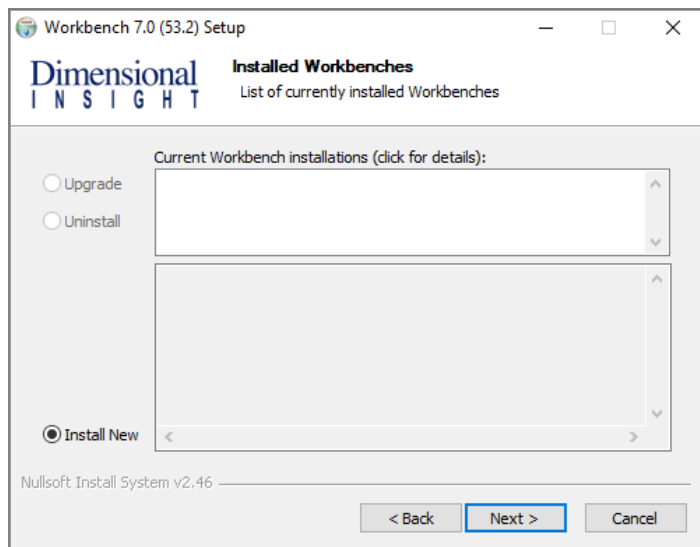 Workbench 7.0 (53.2) Setup
Dimensional
INSIGHT
Installed Workbenches
List of currently installed Workbenches
Current Workbench installations (click for details):
Upgrade
Uninstall
Install New
Nullsoft Install System v2.46
< Back
Next >
Cancel